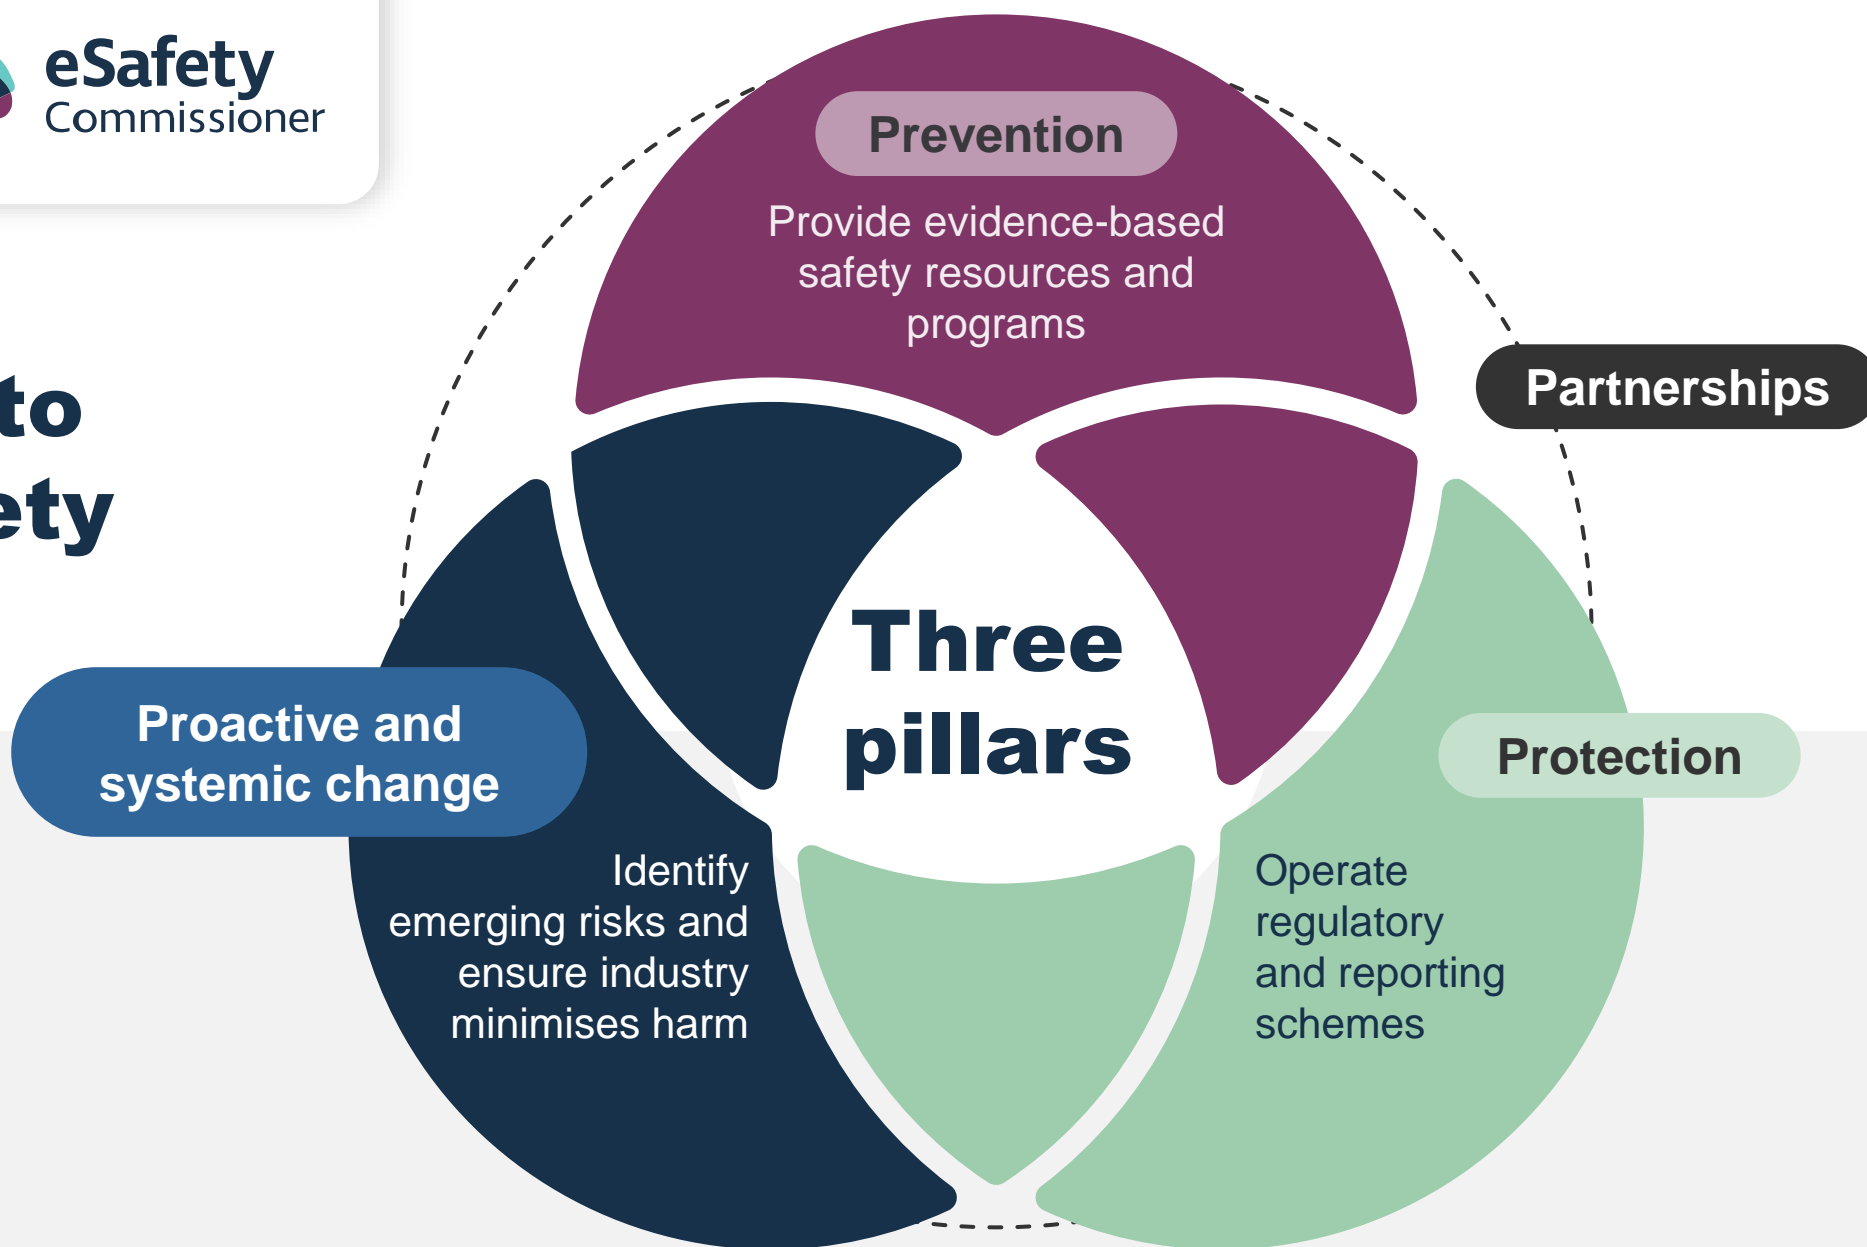 eSafety
Commissioner
to
ety
Prevention
Provide evidence-based
safety resources and
programs
Partnerships
Three
pillars
Proactive and
systemic change
Identify
emerging risks and
ensure industry
minimises harm
Protection
Operate
regulatory
and reporting
schemes